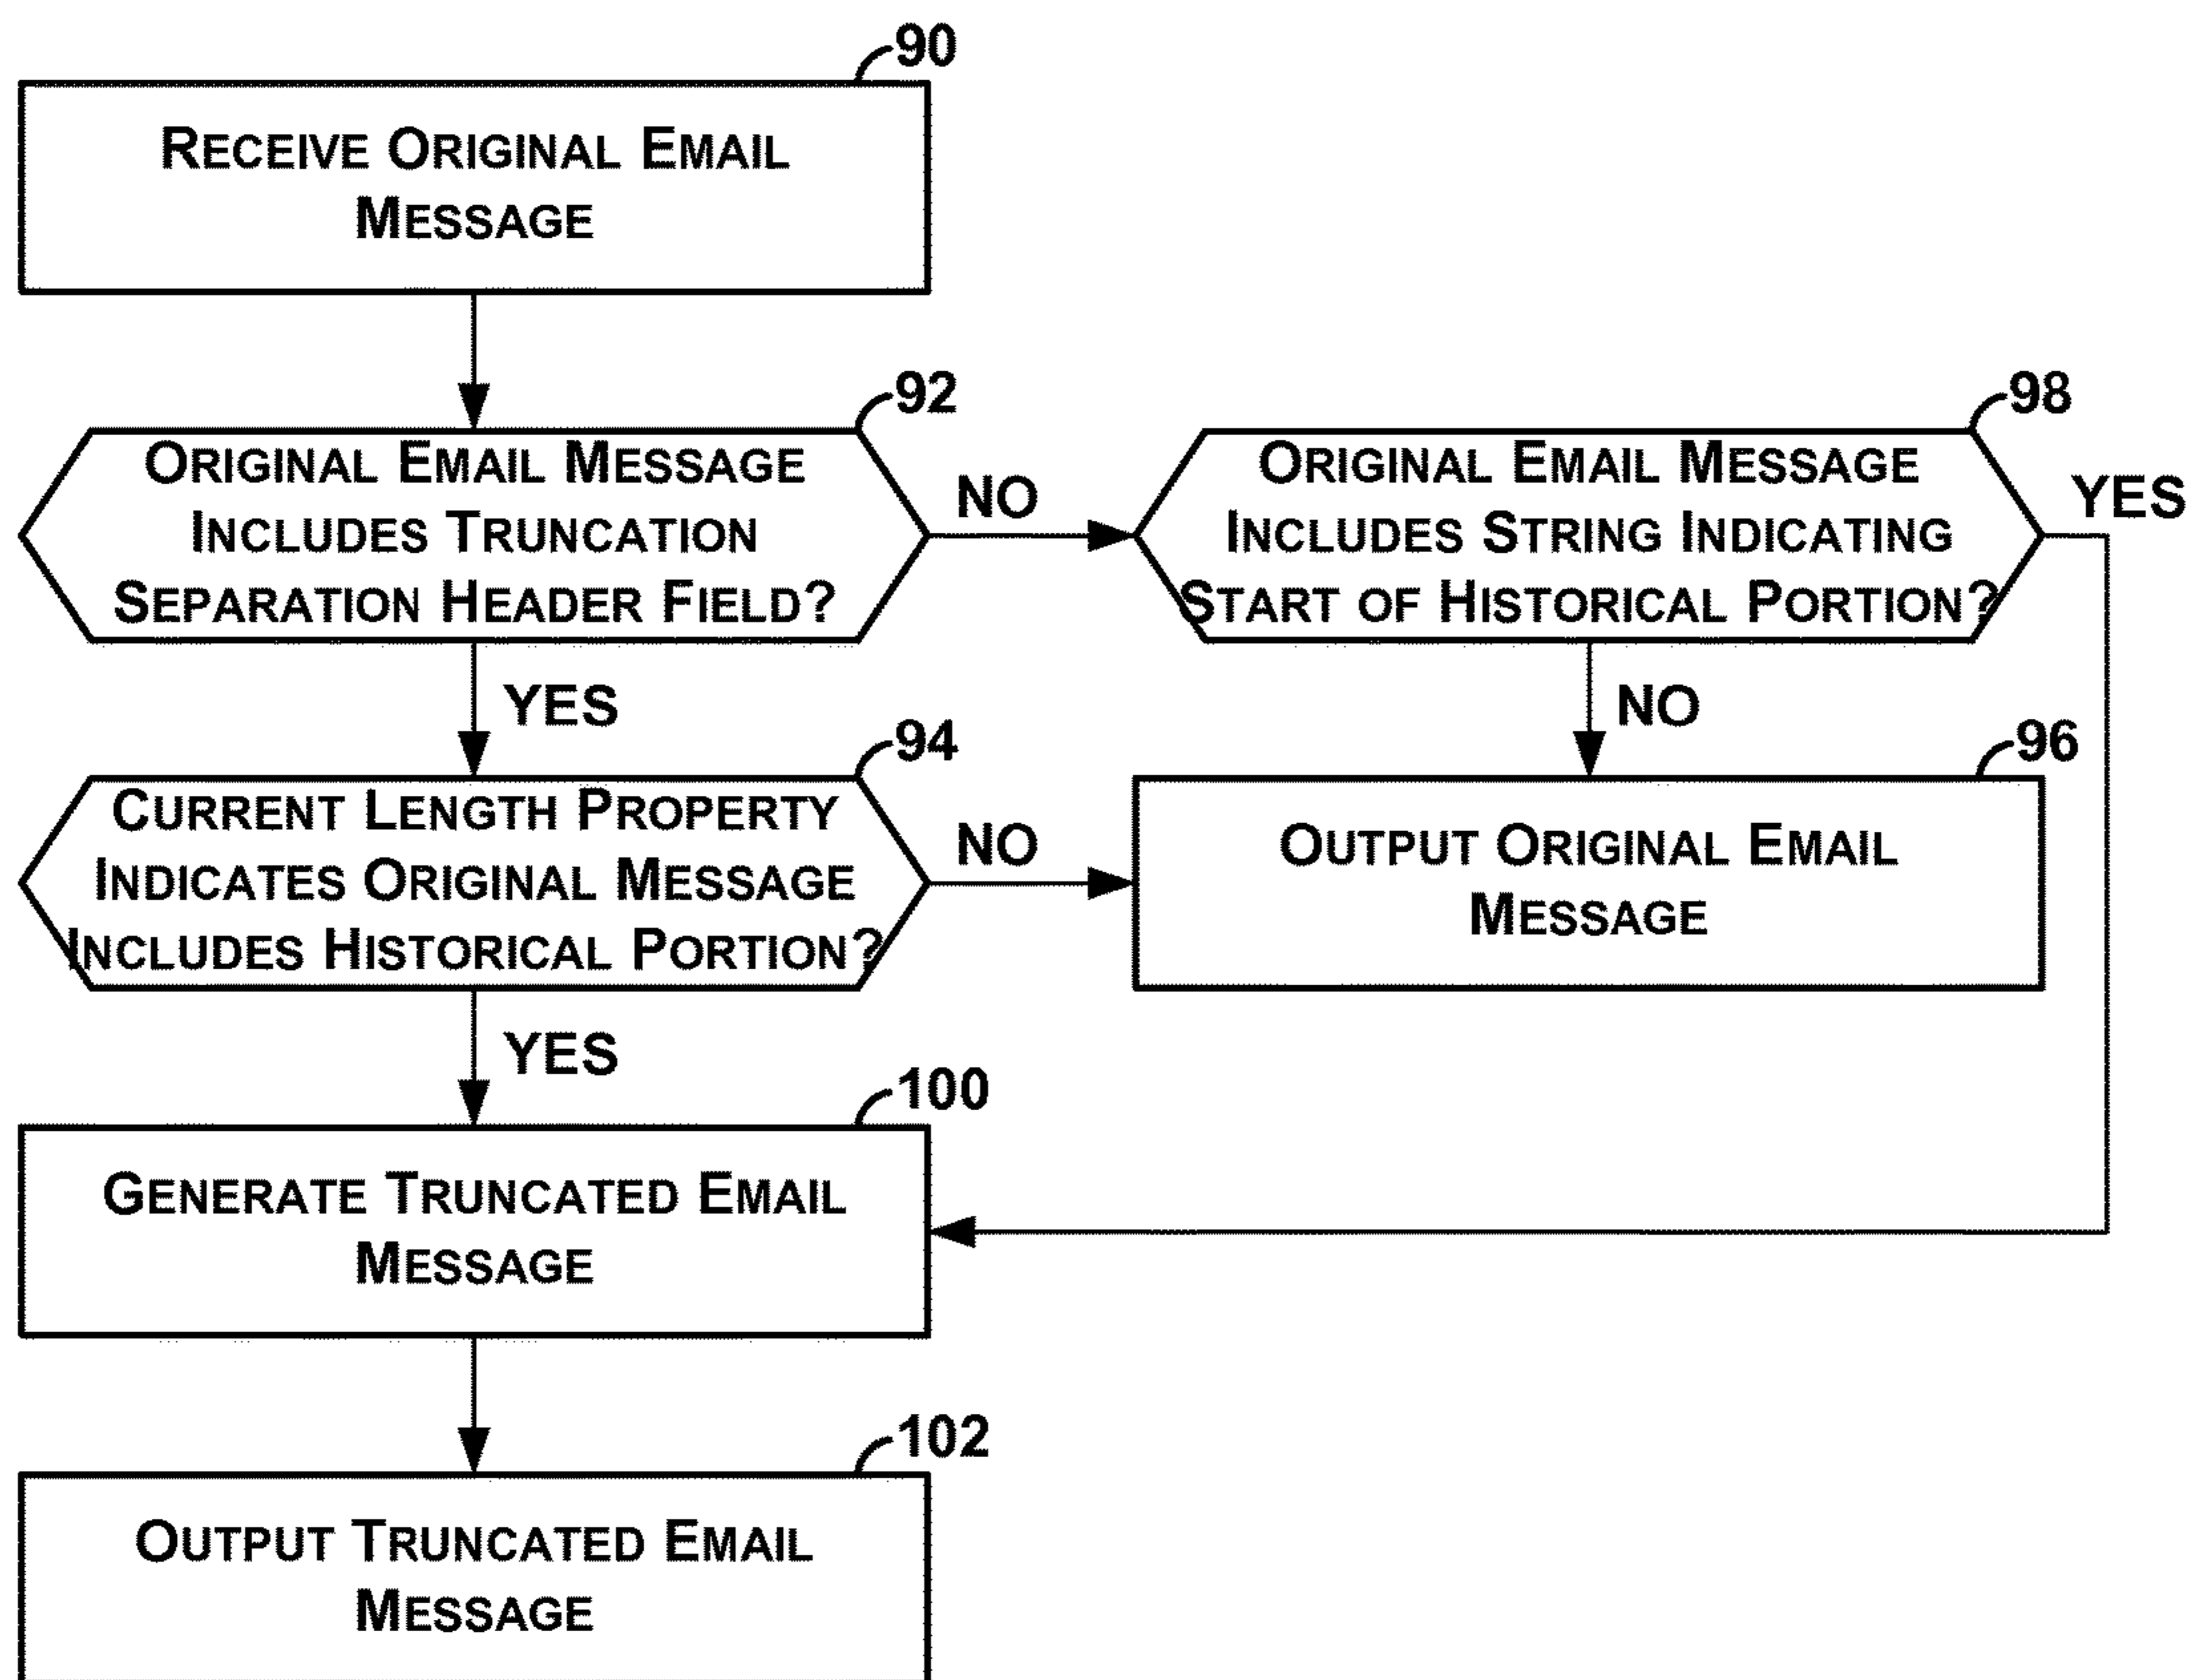 90
RECEIVE ORIGINAL EMAIL
MESSAGE
92
ORIGINAL EMAIL MESSAGE
INCLUDES TRUNCATION
SEPARATION HEADER FIELD?
NO
98
ORIGINAL EMAIL MESSAGE
INCLUDES STRING INDICATING
START OF HISTORICAL PORTION?
YES
YES
NO
94
CURRENT LENGTH PROPERTY
INDICATES ORIGINAL MESSAGE
INCLUDES HISTORICAL PORTION?
NO
96
OUTPUT ORIGINAL EMAIL
MESSAGE
YES
100
GENERATE TRUNCATED EMAIL
MESSAGE
102
OUTPUT TRUNCATED EMAIL
MESSAGE